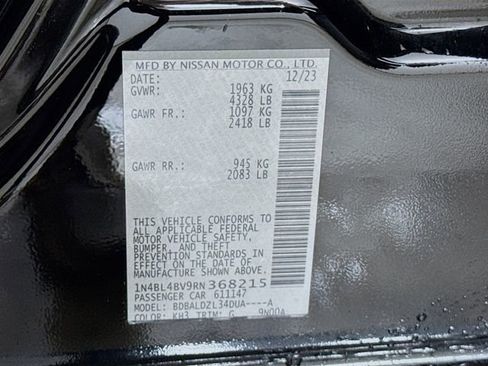 MFD BY NISSAN MOTOR CO., LTD.
DATE: 12/23
GVWR: 1963 KG
4328 LB
GAWR FR.: 1097 KG
2418 LB
GAWR RR.: 945 KG
2083 LB
THIS VEHICLE CONFORMS TO
ALL APPLICABLE FEDERAL
MOTOR VEHICLE SAFETY,
BUMPER, AND THEFT
PREVENTION STANDARDS IN
EFFECT ON THE DATE OF
MANUFACTURE SHOWN ABOVE.
1N4BL4BV9RN368215
PASSENGER CAR 611147
MODEL: BDBALDZL34DUA----A
COLOR: KH3 TRIM: G 9N00A